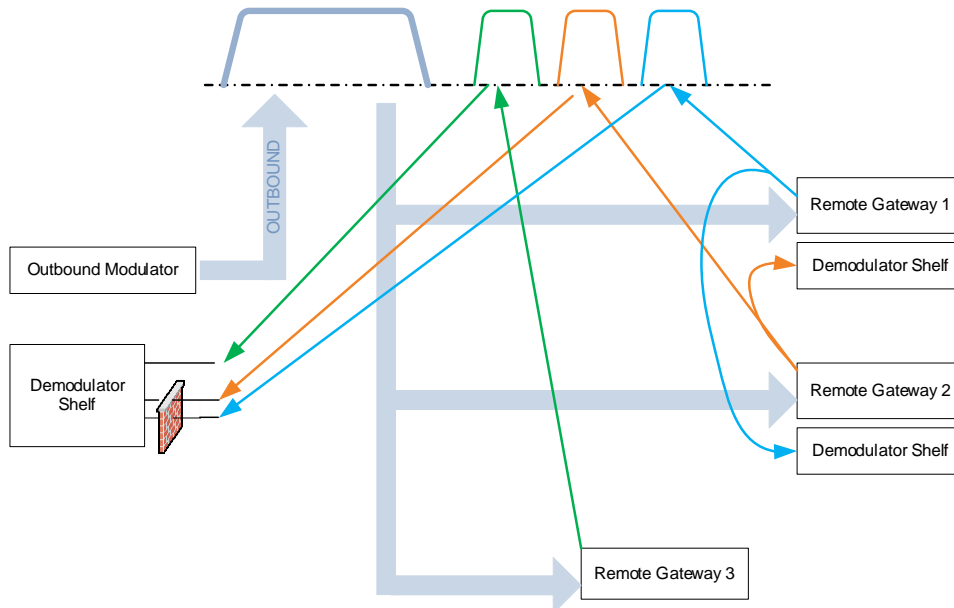 OUTBOUND
Outbound Modulator
Demodulator
Shelf
Remote Gateway 1
Demodulator Shelf
Remote Gateway 2
Demodulator Shelf
Remote Gateway 3